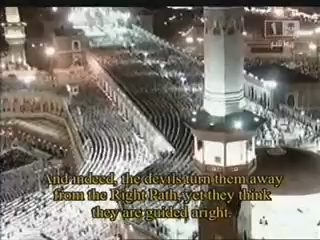 And indeed, the devils turn them away
from the Right Path, yet they think
they are guided aright.